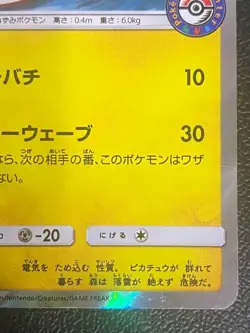 ずみポケモン 高さ：0.4m 重さ：6.0kg
バチ 10
ーウェーブ 30
なら、次の相手の番、このポケモンはワザ
ない。
-20 にげる
電気を ため込む 性質。 ピカチュウが 群れて
暮らす 森は 落雷が 絶えず 危険だ。
/Nintendo/Creatures/GAME FREAK